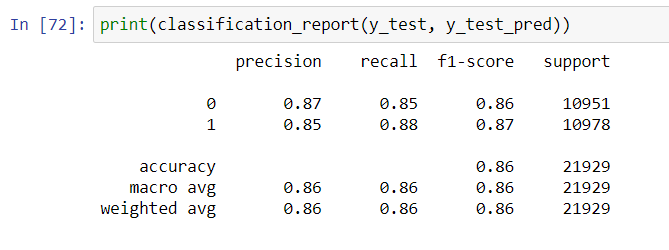 In [72]: print(classification_report(y_test, y_test_pred))
precision recall f1-score support
0 0.87 0.85 0.86 10951
1 0.85 0.88 0.87 10978
accuracy 0.86 21929
macro avg 0.86 0.86 0.86 21929
weighted avg 0.86 0.86 0.86 21929